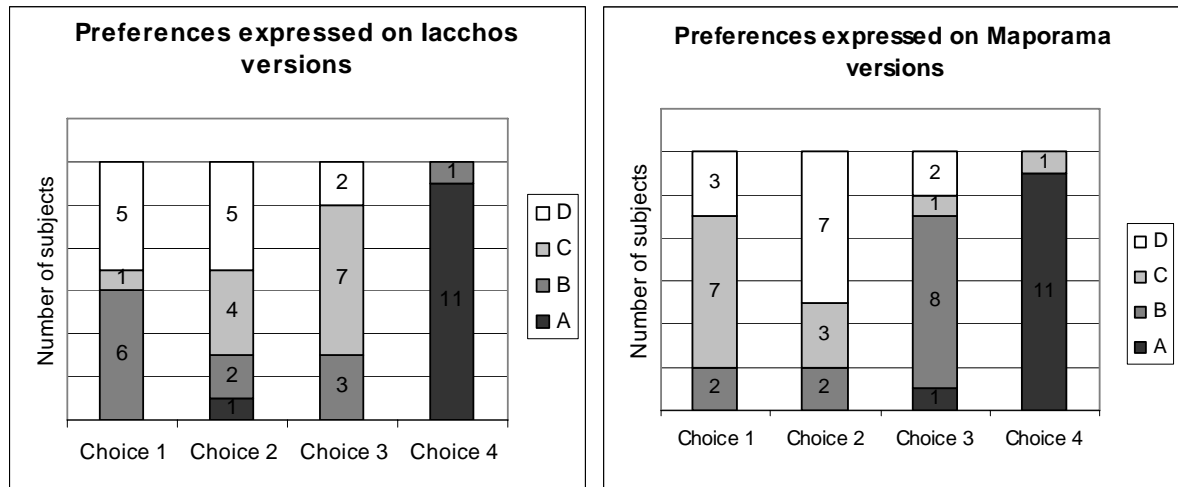 Preferences expressed on Iacchos
versions
Number of subjects
5
1
6
5
4
2
1
2
7
3
1
11
Choice 1 Choice 2 Choice 3 Choice 4
D
C
B
A
Preferences expressed on Maporama
versions
Number of subjects
3
7
2
7
3
2
2
1
8
1
1
11
Choice 1 Choice 2 Choice 3 Choice 4
D
C
B
A